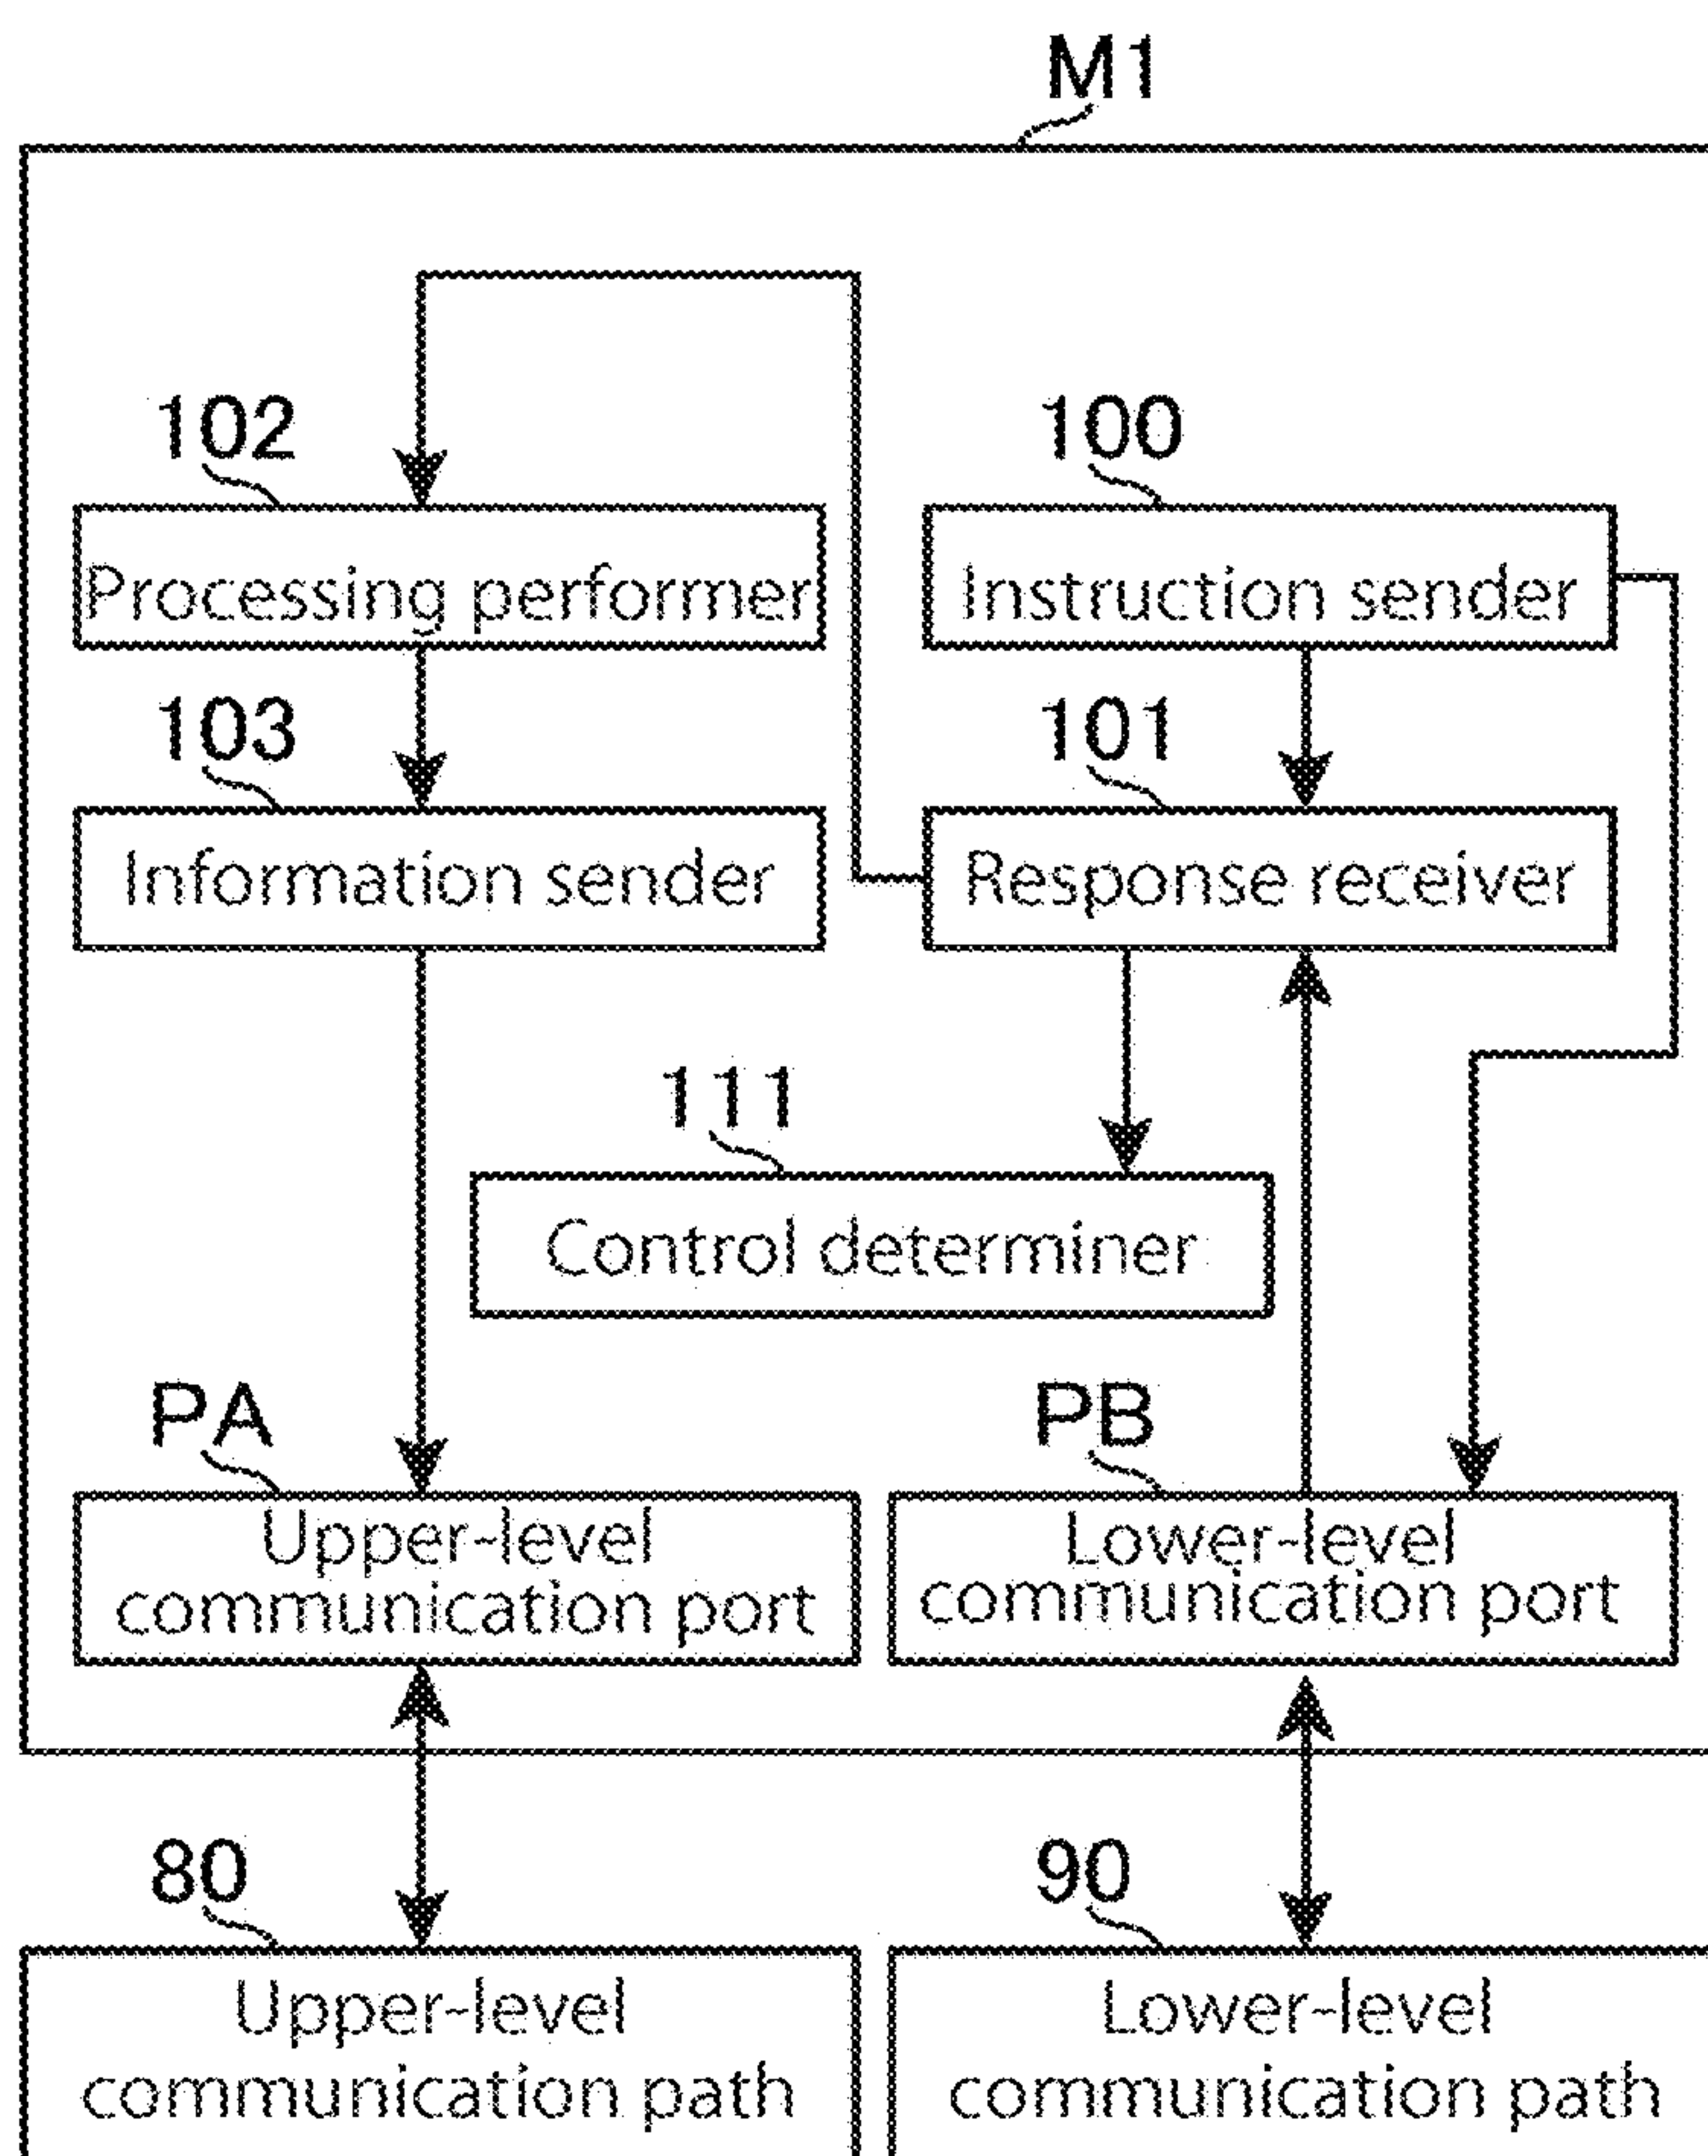 M1
102
100
Processing performer
Instruction sender
103
101
Information sender
Response receiver
111
Control determiner
PA
PB
Upper-level
communication port
Lower-level
communication port
80
90
Upper-level
communication path
Lower-level
communication path